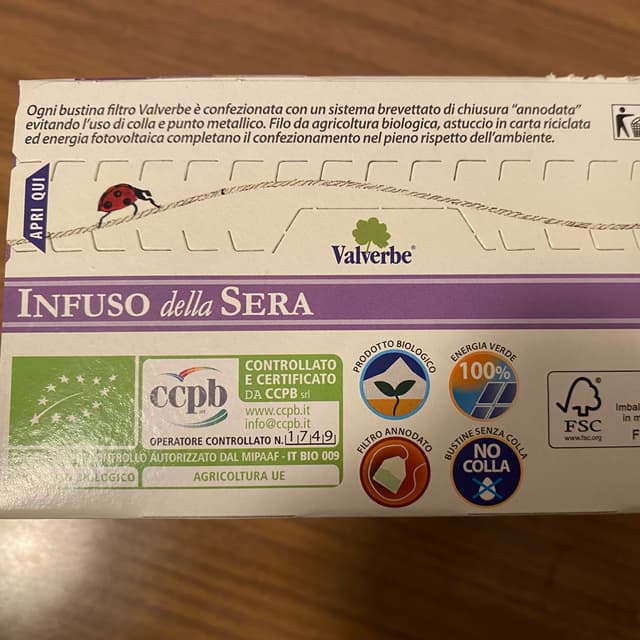 Ogni bustina filtro Valverbe è confezionata con un sistema brevettato di chiusura "annodata"
evitando l'uso di colla e punto metallico. Filo da agricoltura biologica, astuccio in carta riciclata
ed energia fotovoltaica completano il confezionamento nel pieno rispetto dell'ambiente.
APRI QUI
Valverbe®
INFUSO della SERA
ccpb srl
CONTROLLATO
E CERTIFICATO
DA CCPB srl
www.ccpb.it
info@ccpb.it
OPERATORE CONTROLLATO N. 1749
CONTROLLO AUTORIZZATO DAL MIPAAF - IT BIO 009
BIOLOGICO
AGRICOLTURA UE
PRODOTTO BIOLOGICO
ENERGIA VERDE
100%
FILTRO ANNODATO
BUSTINE SENZA COLLA
NO
COLLA
FSC
www.fsc.org